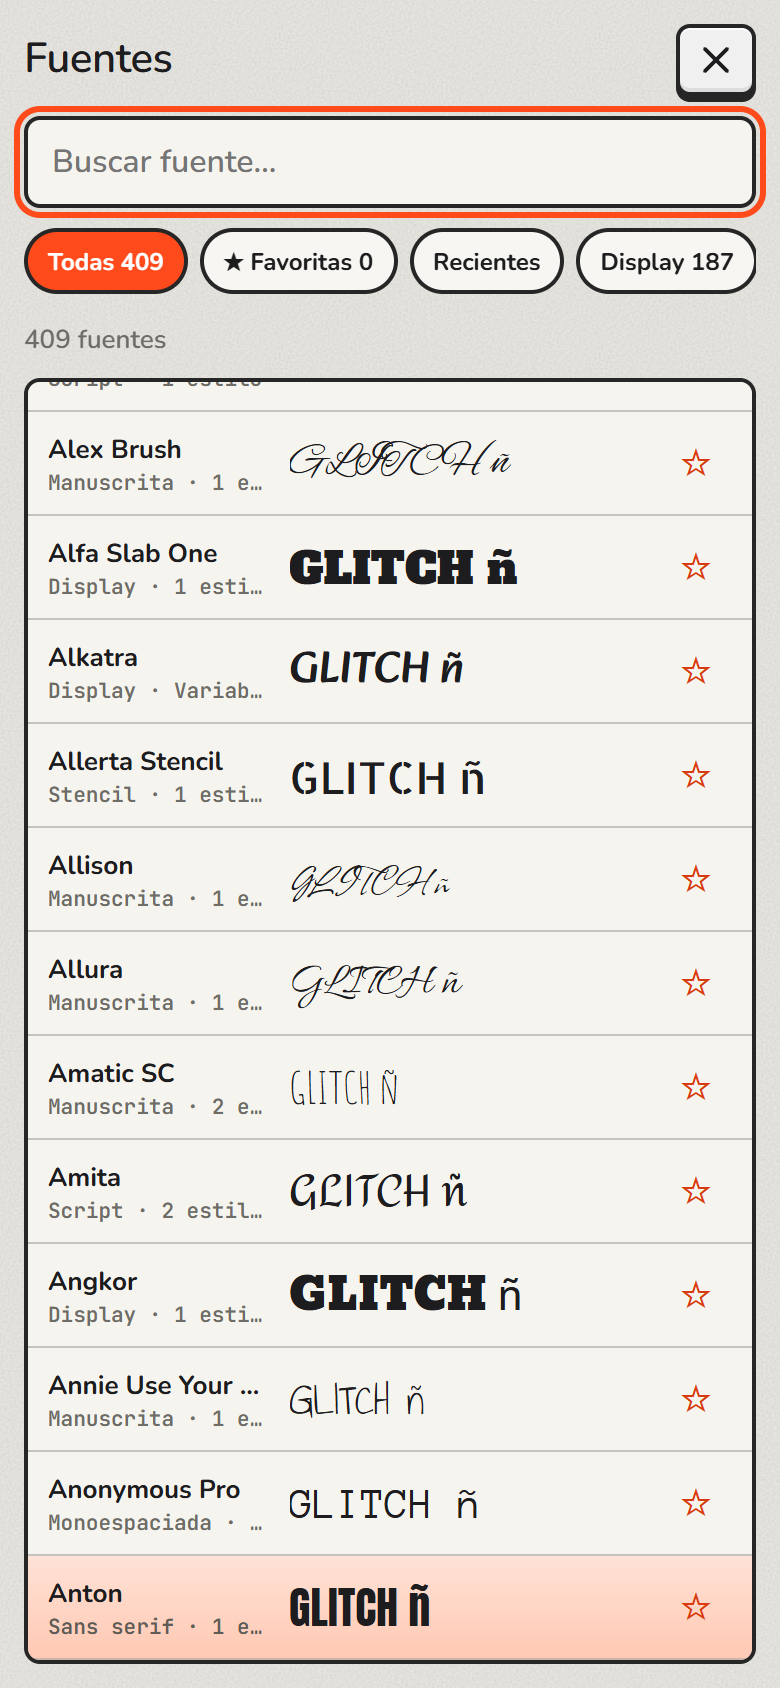 Fuentes
Buscar fuente...
Todas 409
★ Favoritas 0
Recientes
Display 187
409 fuentes
Script · 1 estilo
Alex Brush
GLITCH ñ
Manuscrita · 1 e…
Alfa Slab One
GLITCH ñ
Display · 1 esti…
Alkatra
GLITCH ñ
Display · Variab…
Allerta Stencil
GLITCH ñ
Stencil · 1 esti…
Allison
GLITCH ñ
Manuscrita · 1 e…
Allura
GLITCH ñ
Manuscrita · 1 e…
Amatic SC
GLITCH Ñ
Manuscrita · 2 e…
Amita
GLITCH ñ
Script · 2 estil…
Angkor
GLITCH ñ
Display · 1 esti…
Annie Use Your …
GLITCH ñ
Manuscrita · 1 e…
Anonymous Pro
GLITCH ñ
Monoespaciada · …
Anton
GLITCH ñ
Sans serif · 1 e…